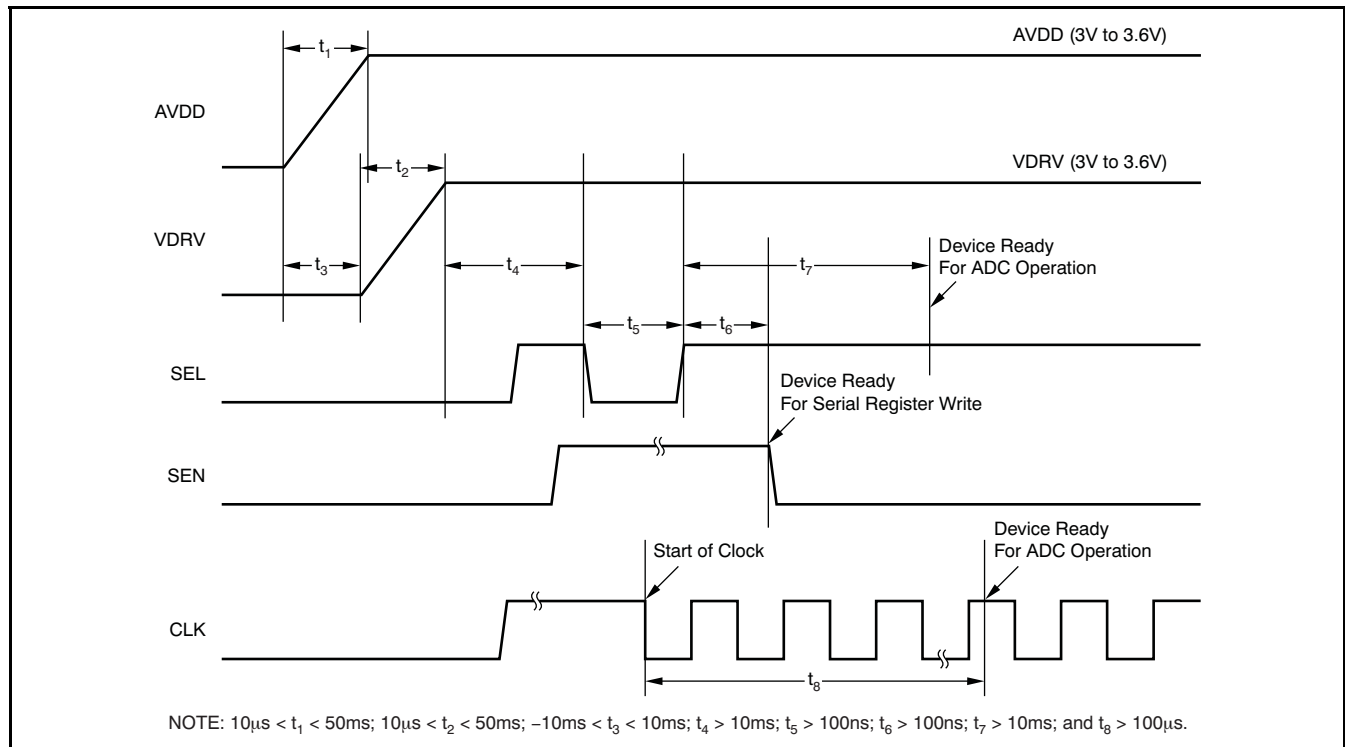 AVDD (3V to 3.6V)
t1
AVDD
t2
VDRV (3V to 3.6V)
VDRV
t3
t4
t7
Device Ready
For ADC Operation
t5
t6
SEL
Device Ready
For Serial Register Write
SEN
Start of Clock
Device Ready
For ADC Operation
CLK
t8
NOTE: 10μs < t1 < 50ms; 10μs < t2 < 50ms; −10ms < t3 < 10ms; t4 > 10ms; t5 > 100ns; t6 > 100ns; t7 > 10ms; and t8 > 100μs.